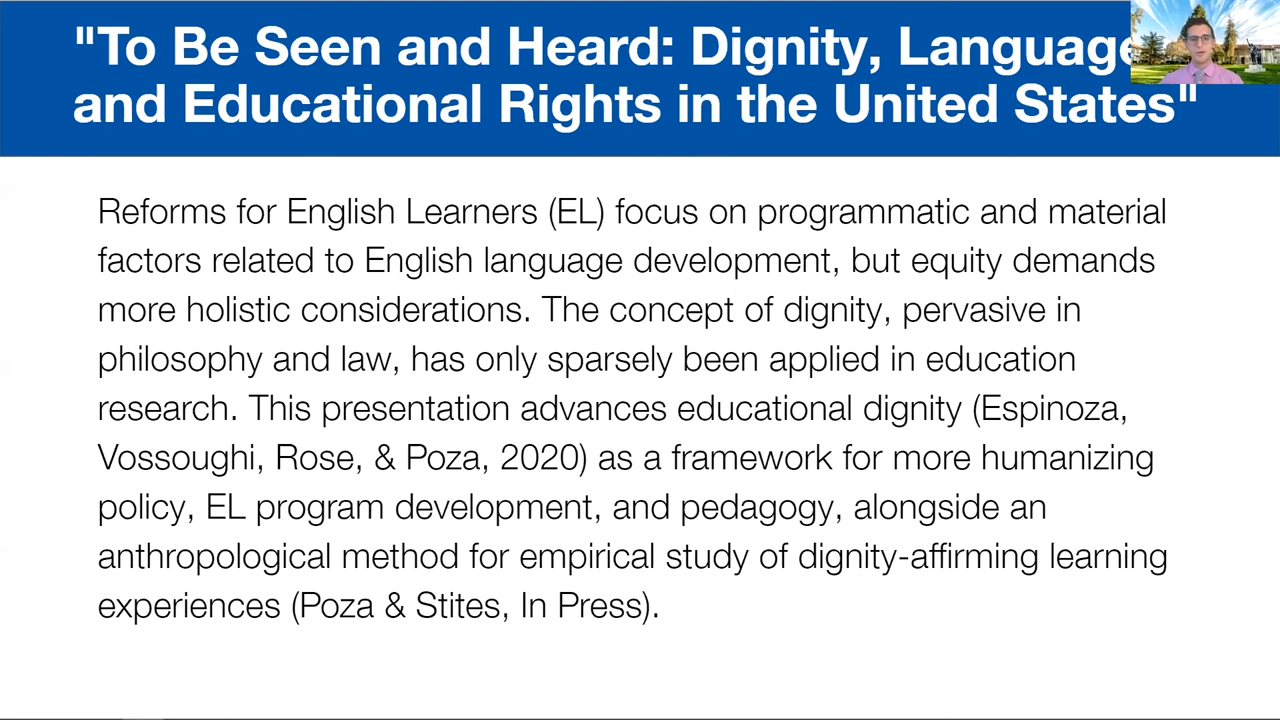 "To Be Seen and Heard: Dignity, Language
and Educational Rights in the United States"
Reforms for English Learners (EL) focus on programmatic and material
factors related to English language development, but equity demands
more holistic considerations. The concept of dignity, pervasive in
philosophy and law, has only sparsely been applied in education
research. This presentation advances educational dignity (Espinoza,
Vossoughi, Rose, & Poza, 2020) as a framework for more humanizing
policy, EL program development, and pedagogy, alongside an
anthropological method for empirical study of dignity-affirming learning
experiences (Poza & Stites, In Press).